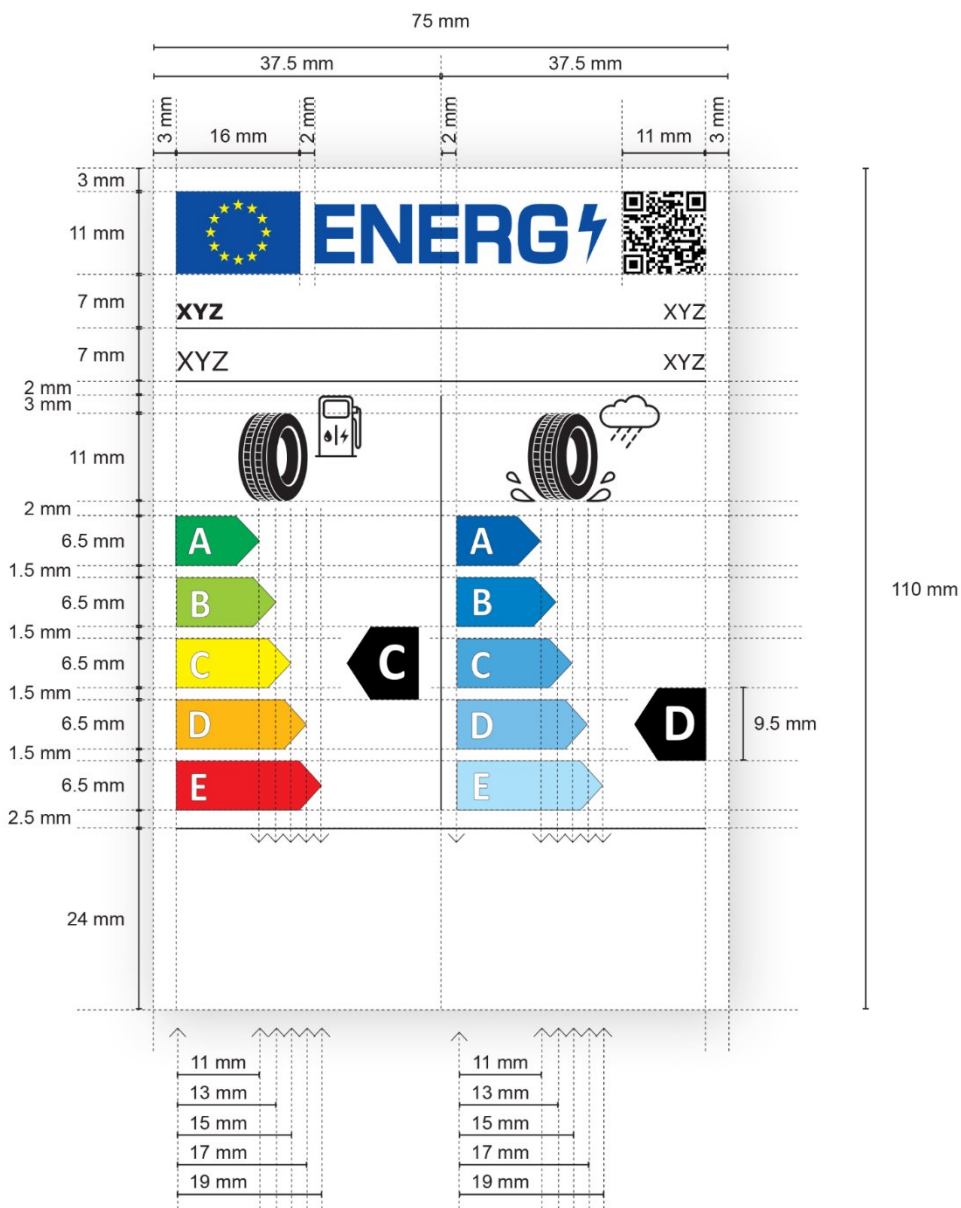 75 mm
37.5 mm 37.5 mm
3 mm 16 mm 2 mm 2 mm 11 mm 3 mm
3 mm
11 mm ENERG
7 mm XYZ XYZ
7 mm XYZ XYZ
2 mm
3 mm
11 mm
2 mm
6.5 mm A A
1.5 mm
6.5 mm B B 110 mm
1.5 mm
6.5 mm C C C
1.5 mm
6.5 mm D D D 9.5 mm
1.5 mm
6.5 mm E E
2.5 mm
24 mm
11 mm 11 mm
13 mm 13 mm
15 mm 15 mm
17 mm 17 mm
19 mm 19 mm